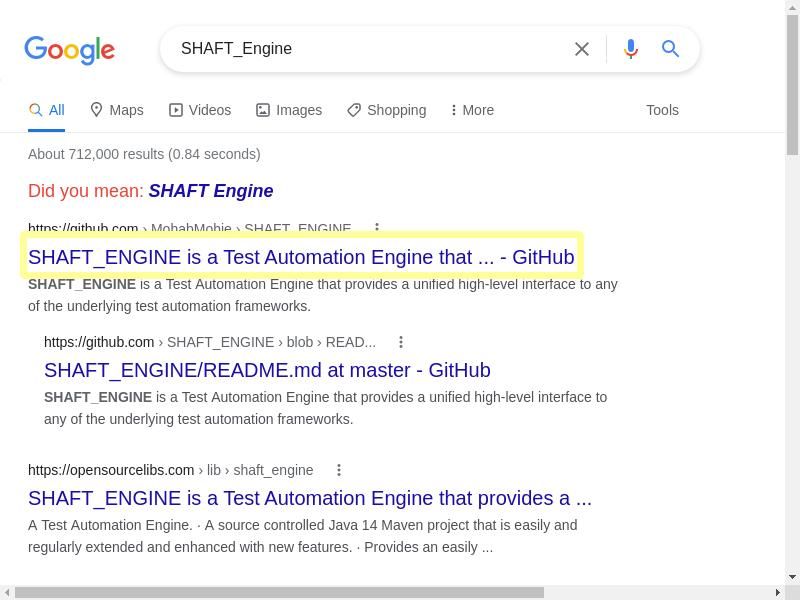 Google
SHAFT_Engine
All Maps Videos Images Shopping More Tools
About 712,000 results (0.84 seconds)
Did you mean: SHAFT Engine
https://github.com › MohabMohie › SHAFT_ENGINE
SHAFT_ENGINE is a Test Automation Engine that ... - GitHub
SHAFT_ENGINE is a Test Automation Engine that provides a unified high-level interface to any
of the underlying test automation frameworks.
https://github.com › SHAFT_ENGINE › blob › READ...
SHAFT_ENGINE/README.md at master - GitHub
SHAFT_ENGINE is a Test Automation Engine that provides a unified high-level interface to
any of the underlying test automation frameworks.
https://opensourcelibs.com › lib › shaft_engine
SHAFT_ENGINE is a Test Automation Engine that provides a ...
A Test Automation Engine. · A source controlled Java 14 Maven project that is easily and
regularly extended and enhanced with new features. · Provides an easily ...